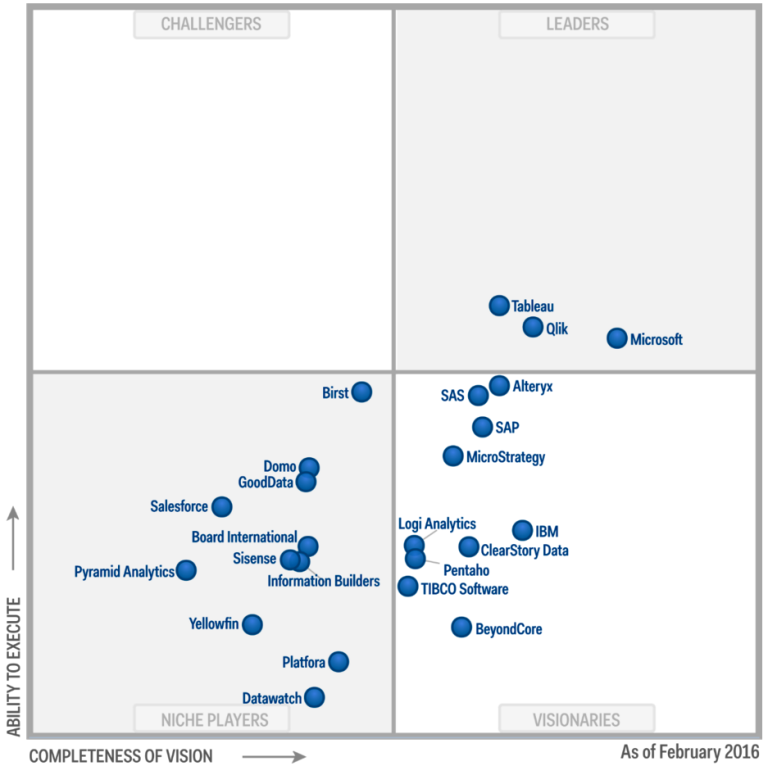 CHALLENGERS
LEADERS
Tableau
Qlik
Microsoft
Birst
Alteryx
SAS
SAP
MicroStrategy
Domo
GoodData
Salesforce
Logi Analytics
IBM
Board International
ClearStory Data
Sisense
Pentaho
Pyramid Analytics
Information Builders
TIBCO Software
Yellowfin
BeyondCore
Platfora
Datawatch
NICHE PLAYERS
VISIONARIES
ABILITY TO EXECUTE
COMPLETENESS OF VISION
As of February 2016